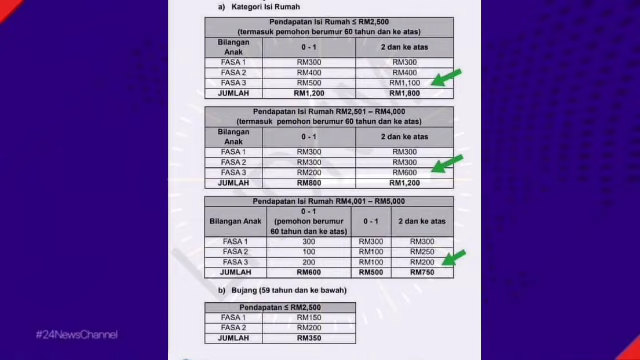 a) Kategori Isi Rumah
Pendapatan Isi Rumah ≤ RM2,500
(termasuk pemohon berumur 60 tahun dan ke atas)
Bilangan Anak 0 - 1 2 dan ke atas
FASA 1 RM300 RM300
FASA 2 RM400 RM400
FASA 3 RM500 RM1,100
JUMLAH RM1,200 RM1,800
Pendapatan Isi Rumah RM2,501 – RM4,000
(termasuk pemohon berumur 60 tahun dan ke atas)
Bilangan Anak 0 - 1 2 dan ke atas
FASA 1 RM300 RM300
FASA 2 RM300 RM300
FASA 3 RM200 RM600
JUMLAH RM800 RM1,200
Pendapatan Isi Rumah RM4,001 – RM5,000
Bilangan Anak 0 - 1 (pemohon berumur 60 tahun dan ke atas) 0 - 1 2 dan ke atas
FASA 1 300 RM300 RM300
FASA 2 100 RM100 RM250
FASA 3 200 RM100 RM200
JUMLAH RM600 RM500 RM750
b) Bujang (59 tahun dan ke bawah)
Pendapatan ≤ RM2,500
FASA 1 RM150
FASA 2 RM200
JUMLAH RM350
#24NewsChannel